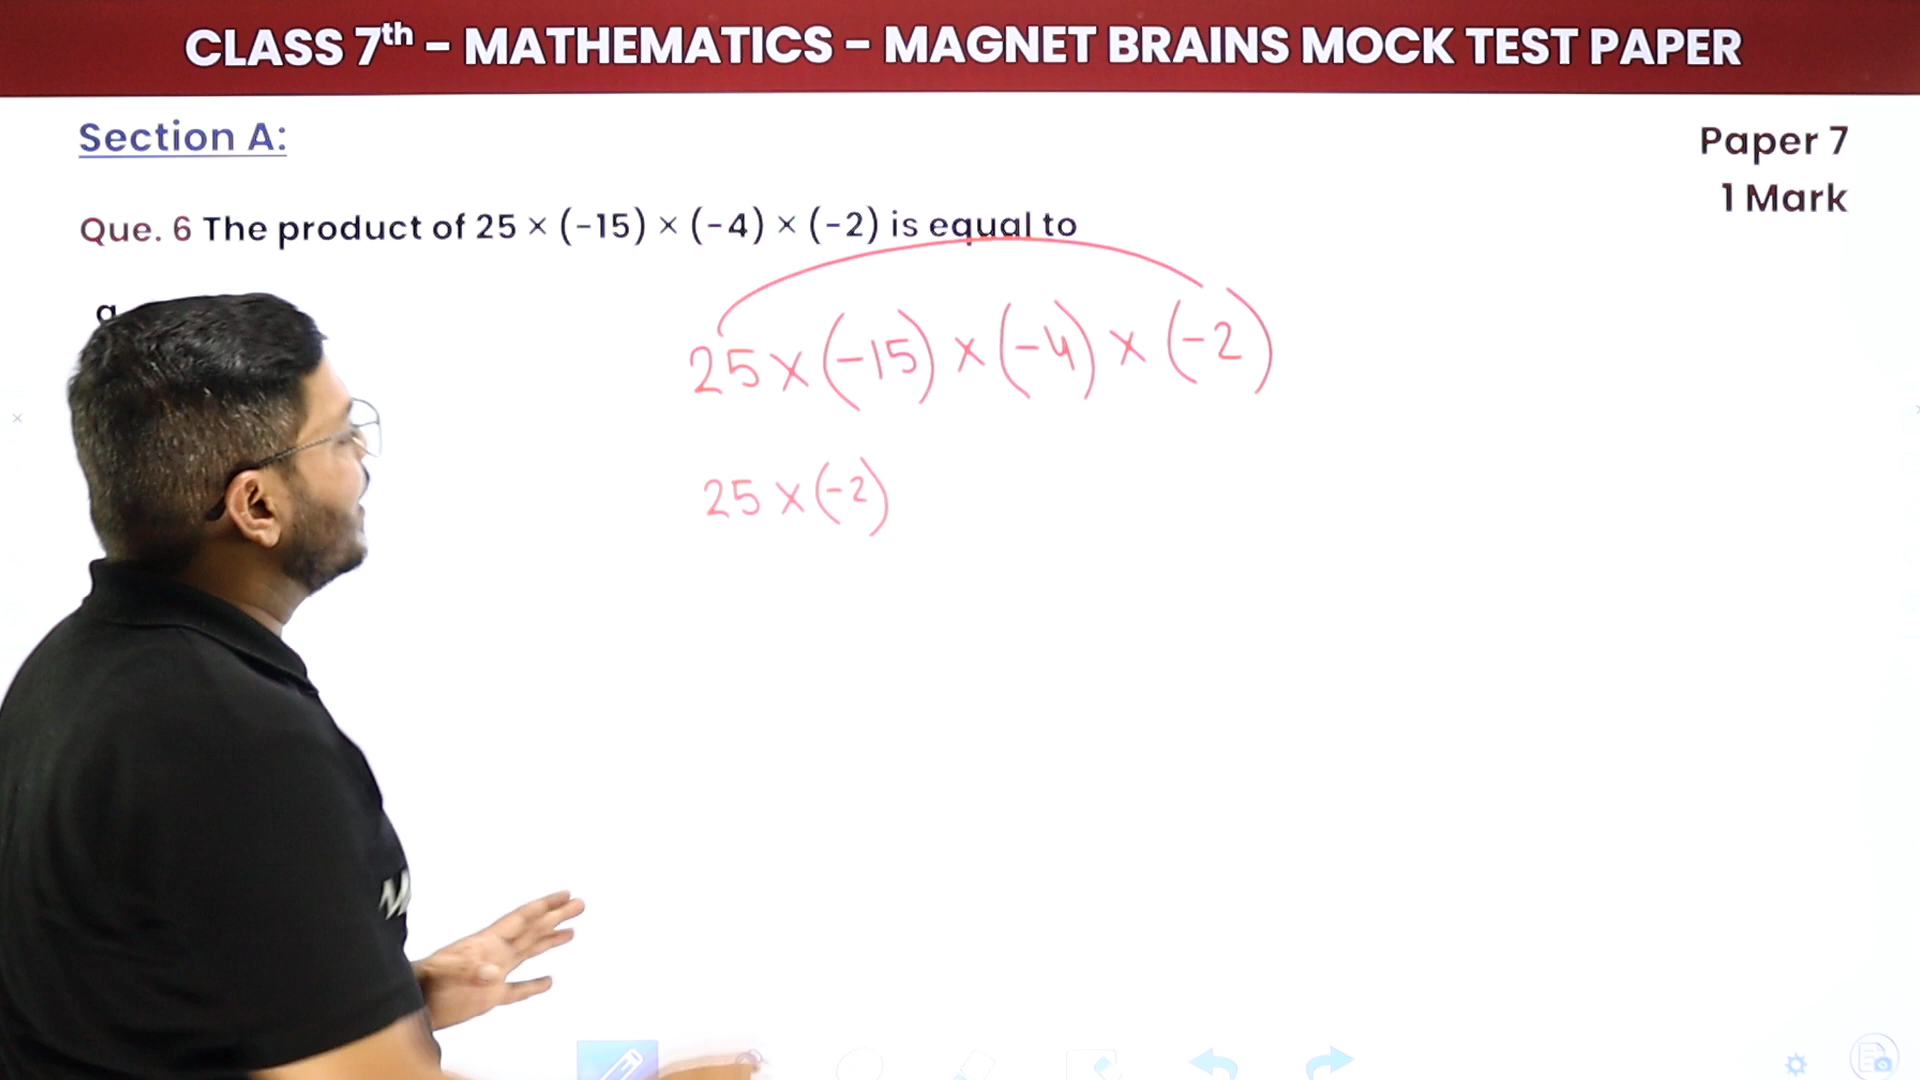 CLASS 7th - MATHEMATICS - MAGNET BRAINS MOCK TEST PAPER
Section A:
Paper 7
1 Mark
Que. 6 The product of 25 × (-15) × (-4) × (-2) is equal to
25 × (-15) × (-4) × (-2)
25 × (-2)